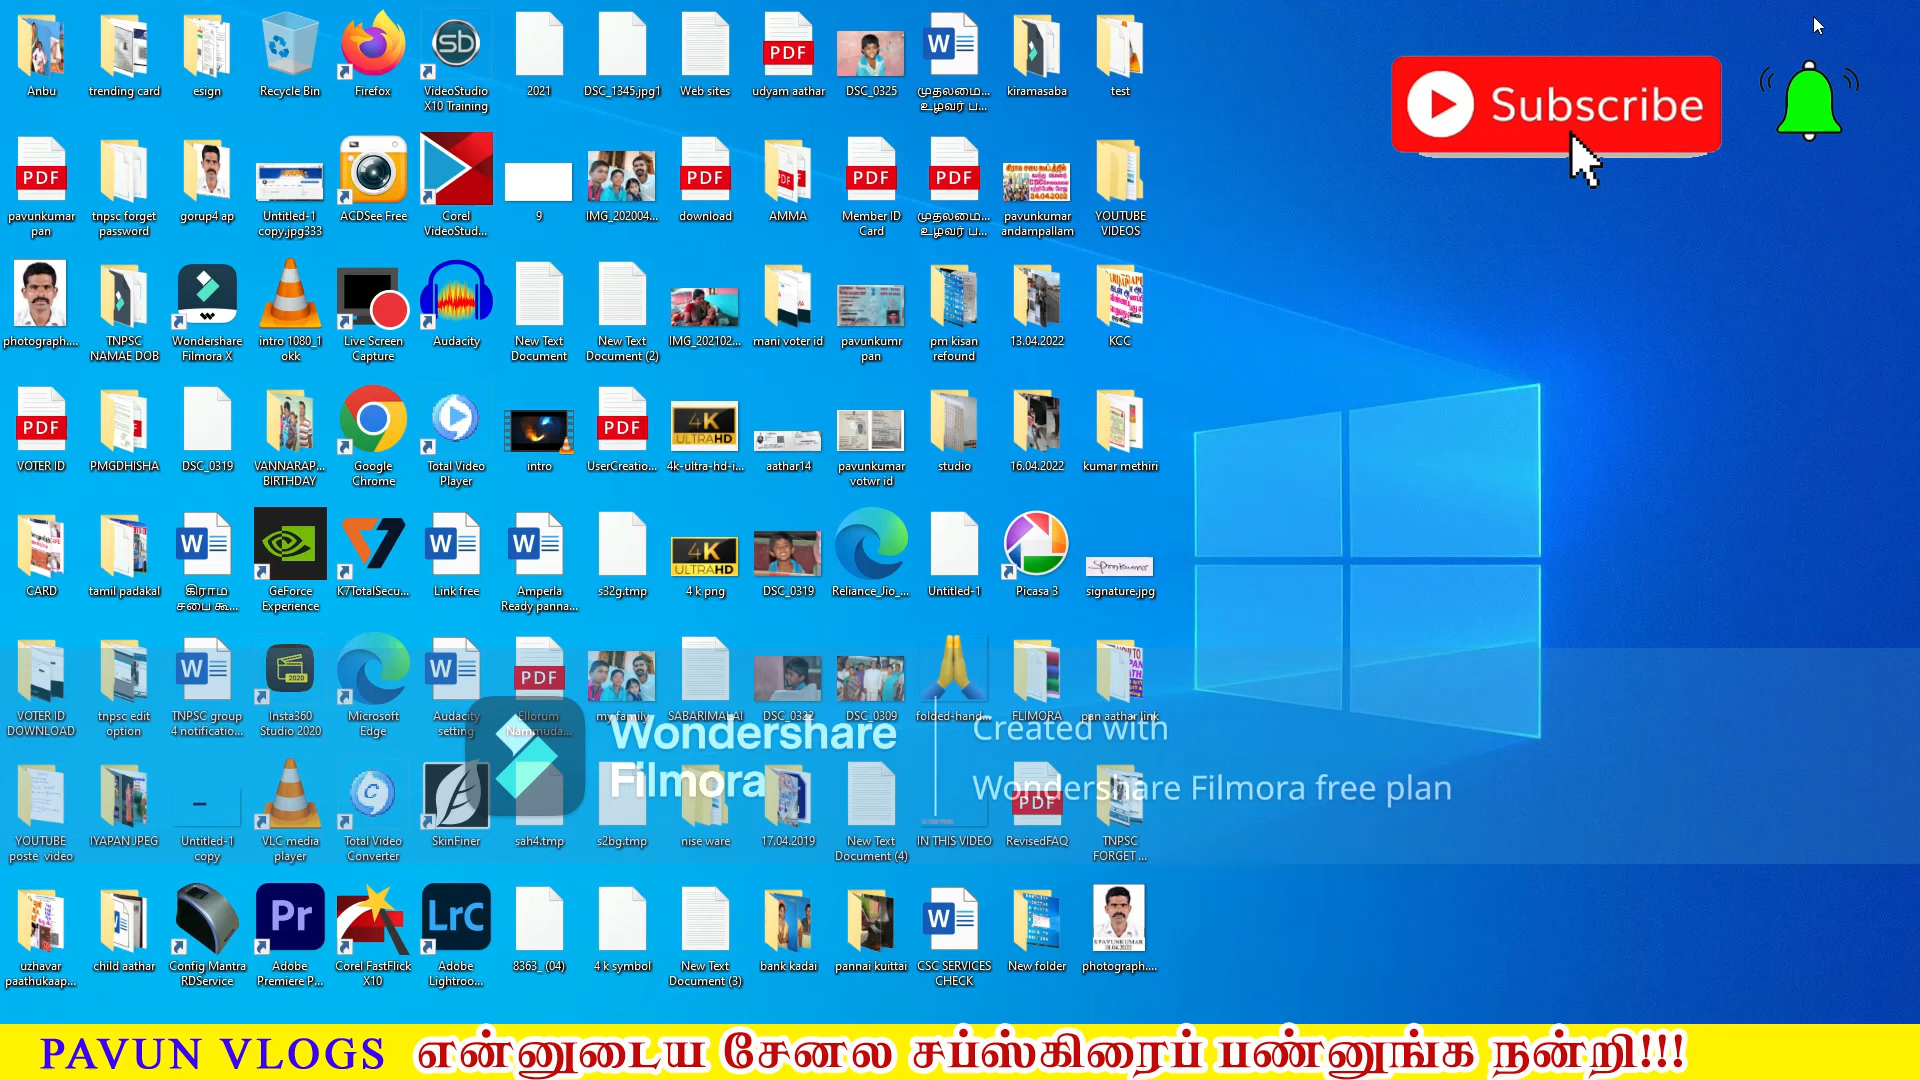 Anbu
trending card
esign
Recycle Bin
Firefox
VideoStudio
X10 Training
2021
DSC_1345.jpg1
Web sites
udyam aathar
DSC_0325
முதலமை...
உழவர் ப...
kiramasaba
test
Subscribe
pavunkumar
pan
tnpsc forget
password
gorup4 ap
Untitled-1
copy.jpg333
ACDSee Free
Corel
VideoStud...
9
IMG_202004...
download
AMMA
Member ID
Card
முதலமை...
உழவர் ப...
pavunkumar
andampallam
YOUTUBE
VIDEOS
photograph....
TNPSC
NAMAE DOB
Wondershare
Filmora X
intro 1080_1
okk
Live Screen
Capture
Audacity
New Text
Document
New Text
Document (2)
IMG_202102...
mani voter id
pavunkumr
pan
pm kisan
refound
13.04.2022
KCC
VOTER ID
PMGDHISHA
DSC_0319
VANNARAP...
BIRTHDAY
Google
Chrome
Total Video
Player
intro
UserCreatio...
4k-ultra-hd-i...
aathar14
pavunkumar
votwr id
studio
16.04.2022
kumar methiri
CARD
tamil padakal
கிராம
சபை கூ...
GeForce
Experience
K7TotalSecu...
Link free
Amperla
Ready panna...
s32g.tmp
4 k png
DSC_0319
Reliance_Jio_...
Untitled-1
Picasa 3
signature.jpg
VOTER ID
DOWNLOAD
tnpsc edit
option
TNPSC group
4 notificatio...
Insta360
Studio 2020
Microsoft
Edge
Audacity
setting
Ellorum
Nammuda...
my family
SABARIMALAI
DSC_0322
DSC_0309
folded-hand...
FLIMORA
pan aathar link
Wondershare
Filmora
Created with
Wondershare Filmora free plan
YOUTUBE
poste video
IYAPAN JPEG
Untitled-1
copy
VLC media
player
Total Video
Converter
SkinFiner
sah4.tmp
s2bg.tmp
nise ware
17.04.2019
New Text
Document (4)
IN THIS VIDEO
RevisedFAQ
TNPSC
FORGET ...
uzhavar
paathukaap...
child aathar
Config Mantra
RDService
Adobe
Premiere P...
Corel FastFlick
X10
Adobe
Lightroo...
8363_ (04)
4 k symbol
New Text
Document (3)
bank kadai
pannai kuittai
CSC SERVICES
CHECK
New folder
photograph....
PAVUN VLOGS என்னுடைய சேனல சப்ஸ்கிரைப் பண்னுங்க நன்றி!!!